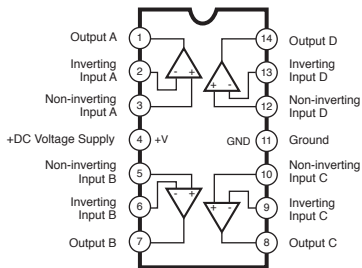 Output A
1
14
Output D
Inverting
Input A
2
- +
+ -
13
Inverting
Input D
Non-inverting
Input A
3
12
Non-inverting
Input D
+DC Voltage Supply
4
+V
GND
11
Ground
Non-inverting
Input B
5
10
Non-inverting
Input C
Inverting
Input B
6
- +
+ -
9
Inverting
Input C
Output B
7
8
Output C